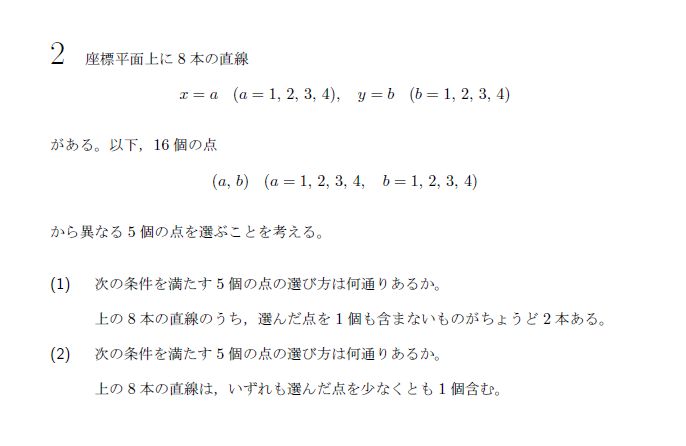 2 座標平面上に 8 本の直線
x = a (a = 1, 2, 3, 4), y = b (b = 1, 2, 3, 4)
がある。以下，16 個の点
(a, b) (a = 1, 2, 3, 4, b = 1, 2, 3, 4)
から異なる 5 個の点を選ぶことを考える。
(1) 次の条件を満たす 5 個の点の選び方は何通りあるか。
上の 8 本の直線のうち，選んだ点を 1 個も含まないものがちょうど 2 本ある。
(2) 次の条件を満たす 5 個の点の選び方は何通りあるか。
上の 8 本の直線は，いずれも選んだ点を少なくとも 1 個含む。